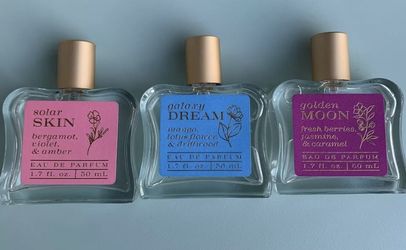 solar
SKIN
bergamot,
violet,
& amber
EAU DE PARFUM
1.7 fl. oz. | 50 mL
galaxy
DREAM
mango,
lotus flower
& driftwood
EAU DE PARFUM
1.7 fl. oz. | 50 mL
golden
MOON
fresh berries,
jasmine,
& caramel
EAU DE PARFUM
1.7 fl. oz. | 50 mL